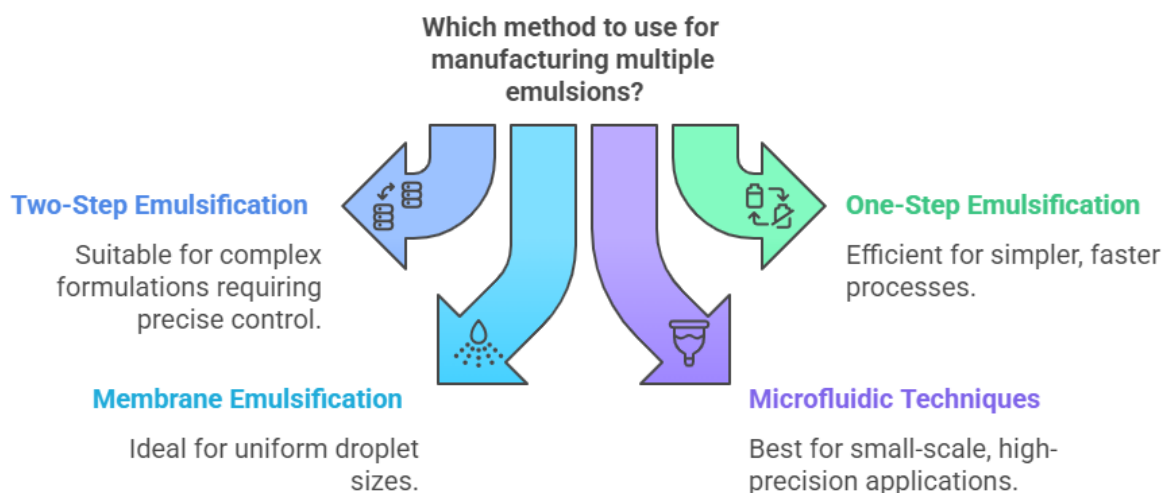 Which method to use for
manufacturing multiple
emulsions?
Two-Step Emulsification
Suitable for complex
formulations requiring
precise control.
One-Step Emulsification
Efficient for simpler, faster
processes.
Membrane Emulsification
Ideal for uniform droplet
sizes.
Microfluidic Techniques
Best for small-scale, high-
precision applications.